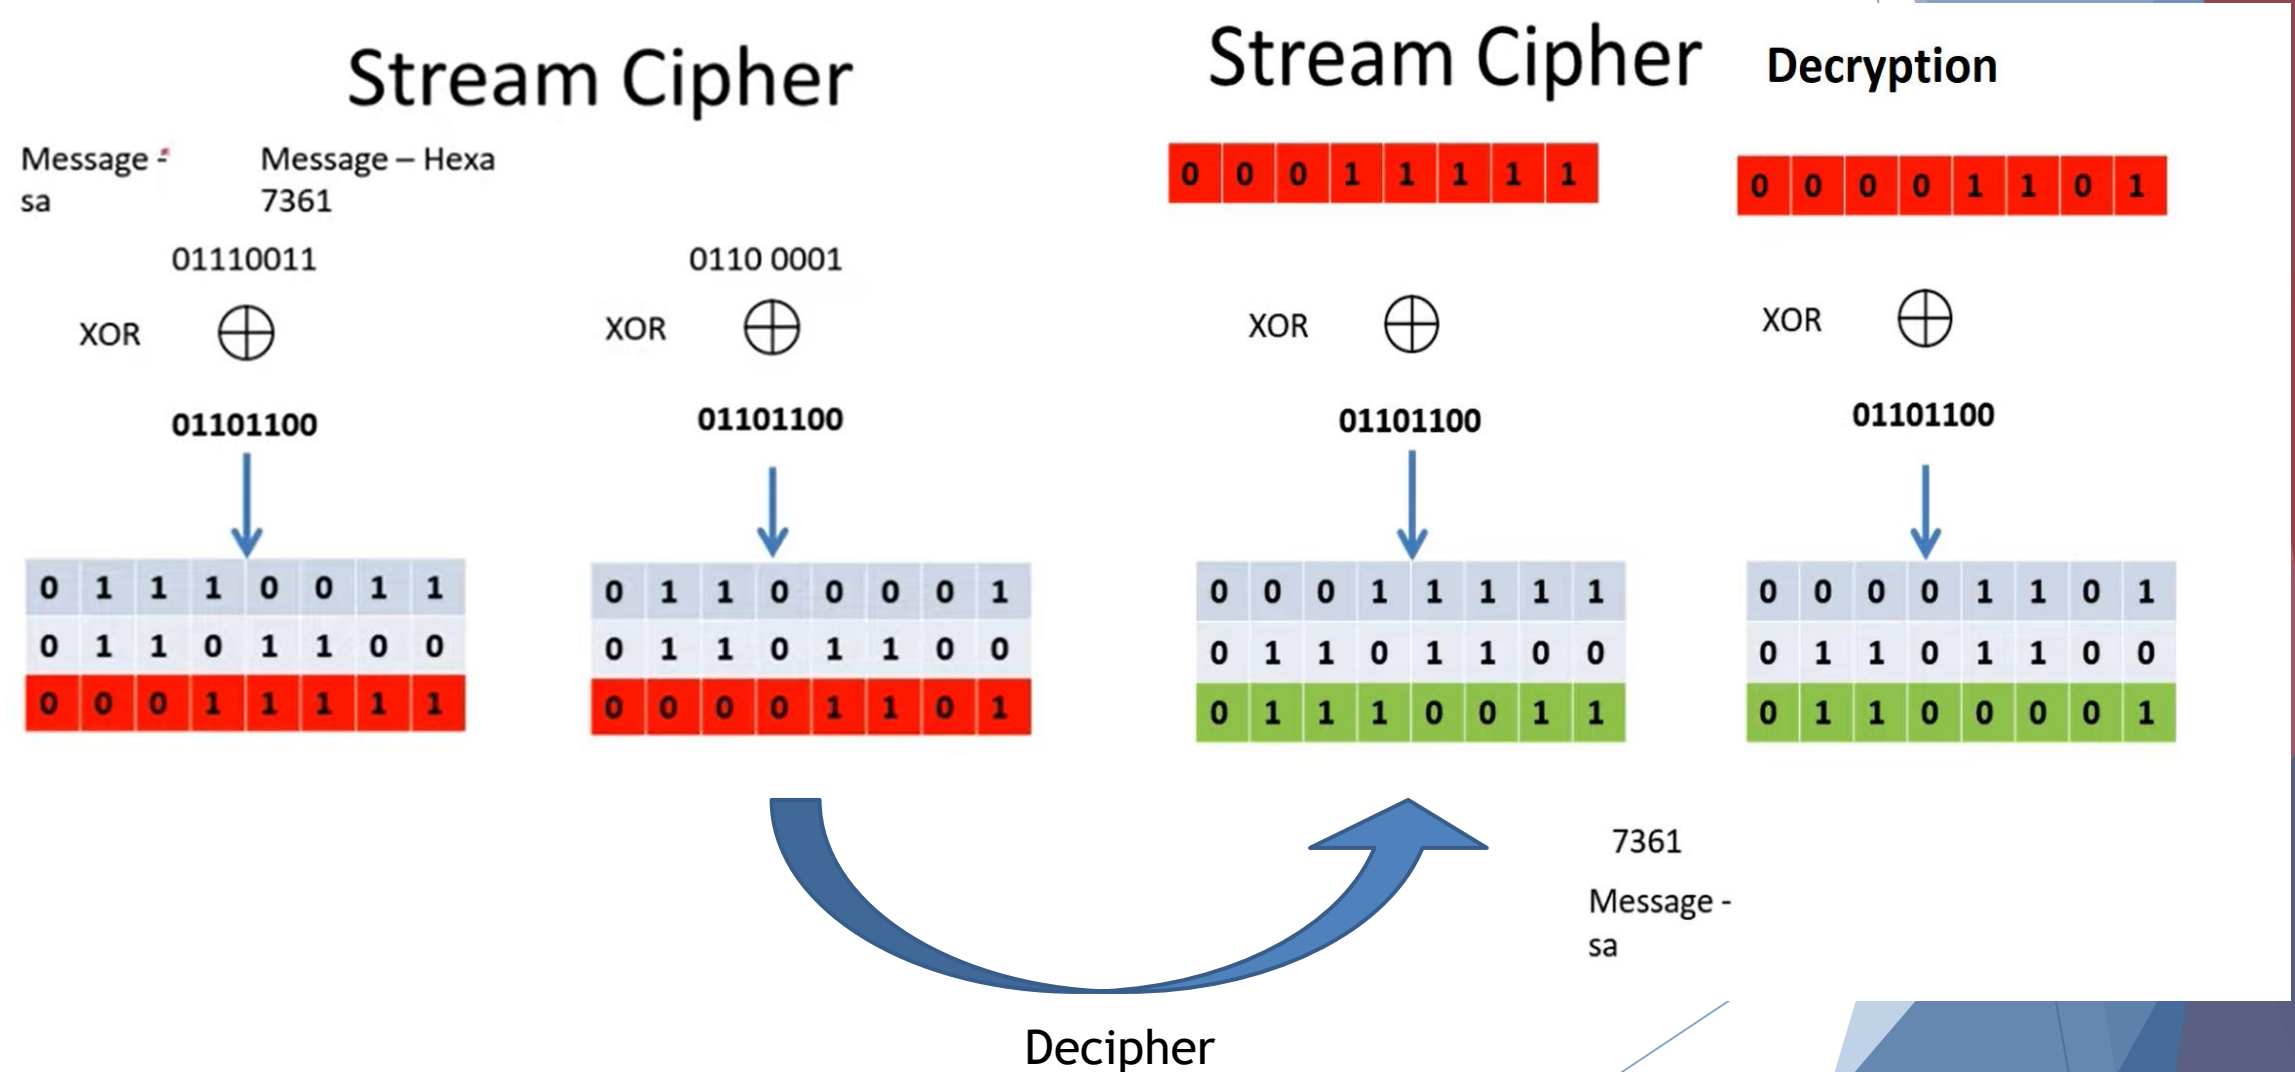 Stream Cipher
Message -
sa
Message – Hexa
7361
01110011
0110 0001
XOR
XOR
01101100
01101100
0 1 1 1 0 0 1 1
0 1 1 0 1 1 0 0
0 0 0 1 1 1 1 1
0 1 1 0 0 0 0 1
0 1 1 0 1 1 0 0
0 0 0 0 1 1 0 1
Stream Cipher Decryption
0 0 0 1 1 1 1 1
0 0 0 0 1 1 0 1
XOR
XOR
01101100
01101100
0 0 0 1 1 1 1 1
0 1 1 0 1 1 0 0
0 1 1 1 0 0 1 1
0 0 0 0 1 1 0 1
0 1 1 0 1 1 0 0
0 1 1 0 0 0 0 1
7361
Message -
sa
Decipher